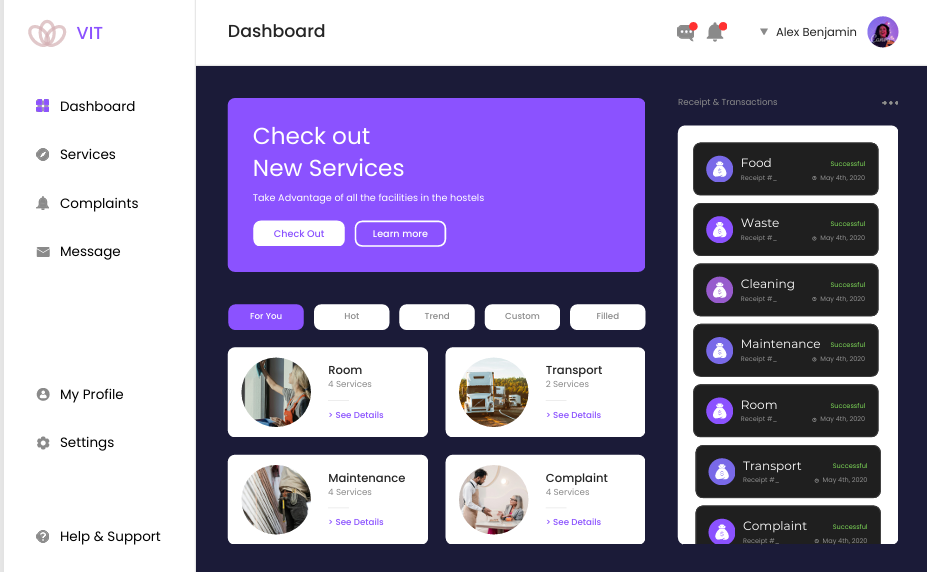 VIT
Dashboard
Alex Benjamin
Dashboard
Services
Complaints
Message
My Profile
Settings
Help & Support
Check out
New Services
Take Advantage of all the facilities in the hostels
Check Out
Learn more
For You
Hot
Trend
Custom
Filled
Room
4 Services
> See Details
Transport
2 Services
> See Details
Maintenance
4 Services
> See Details
Complaint
4 Services
> See Details
Receipt & Transactions
Food
Successful
Receipt #_
May 4th, 2020
Waste
Successful
Receipt #_
May 4th, 2020
Cleaning
Successful
Receipt #_
May 4th, 2020
Maintenance
Successful
Receipt #_
May 4th, 2020
Room
Successful
Receipt #_
May 4th, 2020
Transport
Successful
Receipt #_
May 4th, 2020
Complaint
Successful
Receipt #_
May 4th, 2020